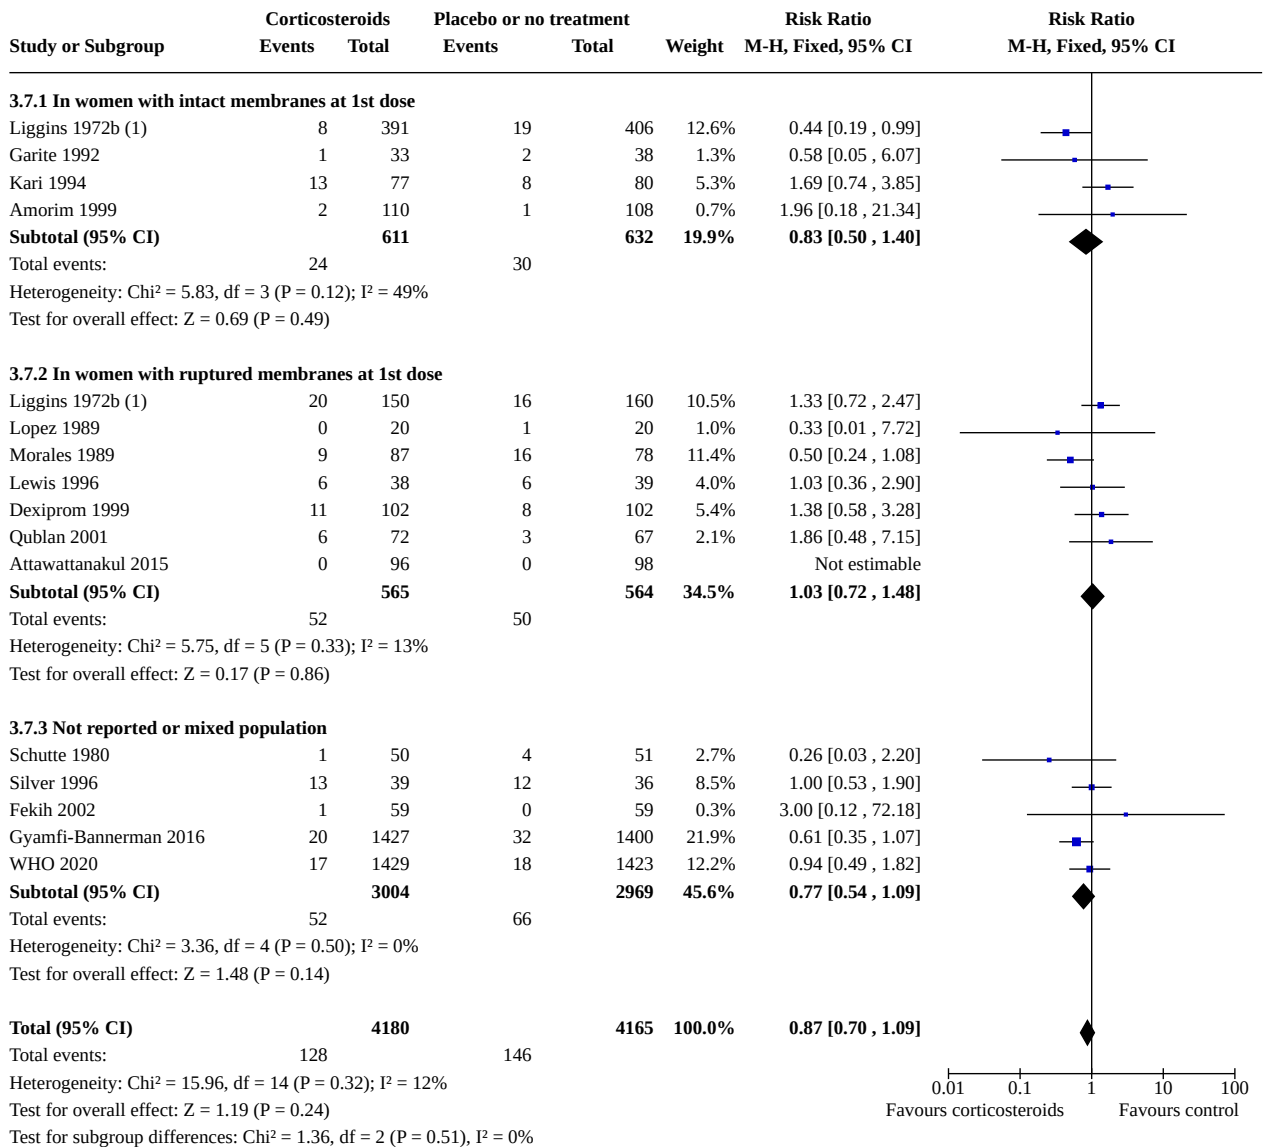 Corticosteroids Placebo or no treatment Risk Ratio Risk Ratio
Study or Subgroup Events Total Events Total Weight M-H, Fixed, 95% CI M-H, Fixed, 95% CI
3.7.1 In women with intact membranes at 1st dose
Liggins 1972b (1) 8 391 19 406 12.6% 0.44 [0.19 , 0.99]
Garite 1992 1 33 2 38 1.3% 0.58 [0.05 , 6.07]
Kari 1994 13 77 8 80 5.3% 1.69 [0.74 , 3.85]
Amorim 1999 2 110 1 108 0.7% 1.96 [0.18 , 21.34]
Subtotal (95% CI) 611 632 19.9% 0.83 [0.50 , 1.40]
Total events: 24 30
Heterogeneity: Chi² = 5.83, df = 3 (P = 0.12); I² = 49%
Test for overall effect: Z = 0.69 (P = 0.49)
3.7.2 In women with ruptured membranes at 1st dose
Liggins 1972b (1) 20 150 16 160 10.5% 1.33 [0.72 , 2.47]
Lopez 1989 0 20 1 20 1.0% 0.33 [0.01 , 7.72]
Morales 1989 9 87 16 78 11.4% 0.50 [0.24 , 1.08]
Lewis 1996 6 38 6 39 4.0% 1.03 [0.36 , 2.90]
Dexiprom 1999 11 102 8 102 5.4% 1.38 [0.58 , 3.28]
Qublan 2001 6 72 3 67 2.1% 1.86 [0.48 , 7.15]
Attawattanakul 2015 0 96 0 98 Not estimable
Subtotal (95% CI) 565 564 34.5% 1.03 [0.72 , 1.48]
Total events: 52 50
Heterogeneity: Chi² = 5.75, df = 5 (P = 0.33); I² = 13%
Test for overall effect: Z = 0.17 (P = 0.86)
3.7.3 Not reported or mixed population
Schutte 1980 1 50 4 51 2.7% 0.26 [0.03 , 2.20]
Silver 1996 13 39 12 36 8.5% 1.00 [0.53 , 1.90]
Fekih 2002 1 59 0 59 0.3% 3.00 [0.12 , 72.18]
Gyamfi-Bannerman 2016 20 1427 32 1400 21.9% 0.61 [0.35 , 1.07]
WHO 2020 17 1429 18 1423 12.2% 0.94 [0.49 , 1.82]
Subtotal (95% CI) 3004 2969 45.6% 0.77 [0.54 , 1.09]
Total events: 52 66
Heterogeneity: Chi² = 3.36, df = 4 (P = 0.50); I² = 0%
Test for overall effect: Z = 1.48 (P = 0.14)
Total (95% CI) 4180 4165 100.0% 0.87 [0.70 , 1.09]
Total events: 128 146
Heterogeneity: Chi² = 15.96, df = 14 (P = 0.32); I² = 12% 0.01 0.1 1 10 100
Test for overall effect: Z = 1.19 (P = 0.24) Favours corticosteroids Favours control
Test for subgroup differences: Chi² = 1.36, df = 2 (P = 0.51), I² = 0%